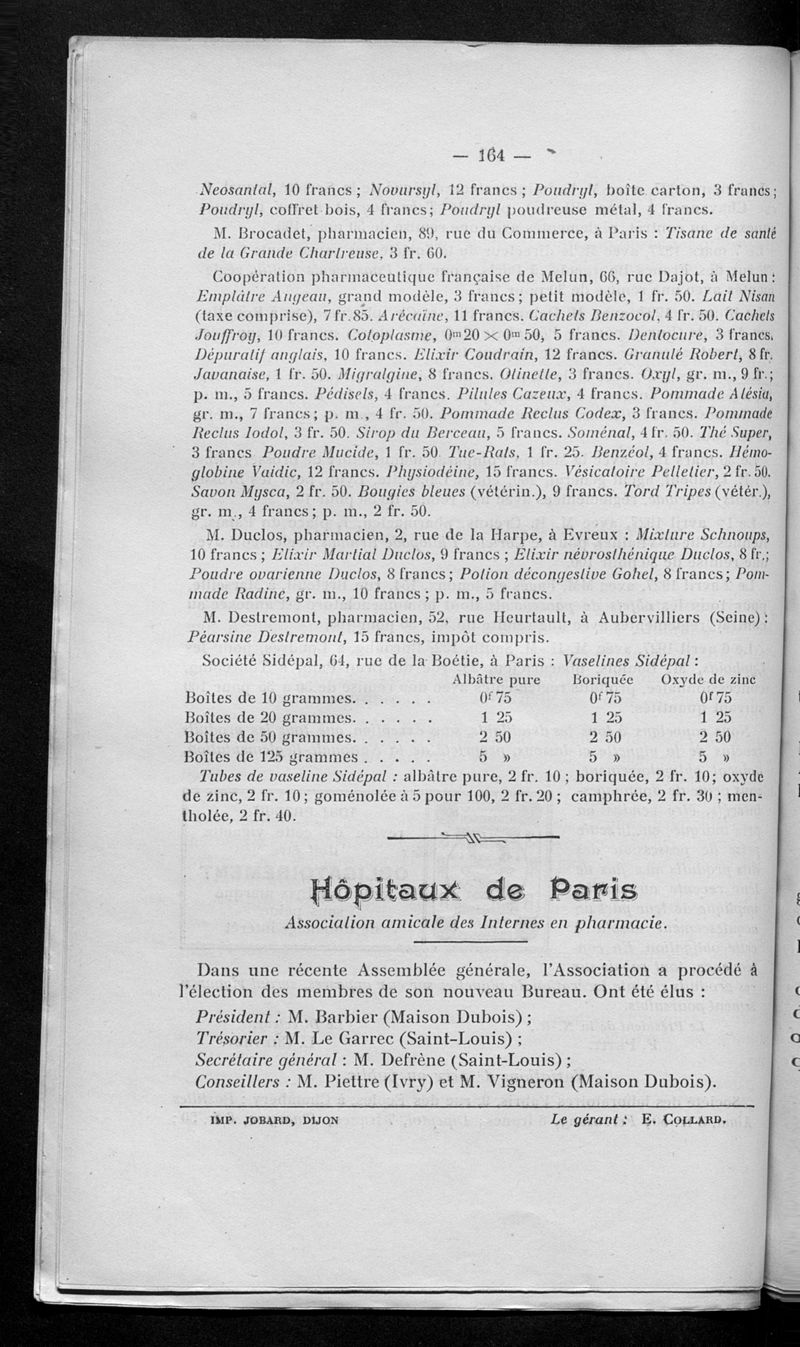 — 164 —
Neosantal, 10 francs ; Novursyl, 12 francs ; Poudryl, boîte carton, 3 francs ;
Poudryl, coffret bois, 4 francs ; Poudryl poudreuse métal, 4 francs.
M. Brocadet, pharmacien, 89, rue du Commerce, à Paris : Tisane de santé
de la Grande Chartreuse, 3 fr. 60.
Coopération pharmaceutique française de Melun, 66, rue Dajot, à Melun :
Emplâtre Angeau, grand modèle, 3 francs ; petit modèle, 1 fr. 50. Lait Nisan
(taxe comprise), 7 fr. 85. Arécaïne, 11 francs. Cachets Benzocol, 4 fr. 50. Cachets
Jouffroy, 10 francs. Cotoplasme, 0m20 × 0m50, 5 francs. Dentocure, 3 francs.
Dépuratif anglais, 10 francs. Elixir Coudrain, 12 francs. Granulé Robert, 8 fr.
Javanaise, 1 fr. 50. Migralgine, 8 francs. Otinette, 3 francs. Oxyl, gr. m., 9 fr. ;
p. m., 5 francs. Pédisels, 4 francs. Pilules Cazeux, 4 francs. Pommade Alésia,
gr. m., 7 francs ; p. m., 4 fr. 50. Pommade Reclus Codex, 3 francs. Pommade
Reclus Iodol, 3 fr. 50. Sirop du Berceau, 5 francs. Soménal, 4 fr. 50. Thé Super,
3 francs Poudre Mucide, 1 fr. 50 Tue-Rats, 1 fr. 25. Benzéol, 4 francs. Hémo-
globine Vaidic, 12 francs. Physiodéine, 15 francs. Vésicatoire Pelletier, 2 fr. 50.
Savon Mysca, 2 fr. 50. Bougies bleues (vétérin.), 9 francs. Tord Tripes (vétér.),
gr. m., 4 francs ; p. m., 2 fr. 50.
M. Duclos, pharmacien, 2, rue de la Harpe, à Evreux : Mixture Schnoups,
10 francs ; Elixir Martial Duclos, 9 francs ; Elixir névrosthénique Duclos, 8 fr. ;
Poudre ovarienne Duclos, 8 francs ; Potion décongestive Gohel, 8 francs ; Pom-
made Radine, gr. m., 10 francs ; p. m., 5 francs.
M. Destremont, pharmacien, 52, rue Heurtault, à Aubervilliers (Seine) :
Péarsine Destremont, 15 francs, impôt compris.
Société Sidépal, 64, rue de la Boétie, à Paris : Vaselines Sidépal :
Albâtre pure Boriquée Oxyde de zinc
Boîtes de 10 grammes. . . . . . 0f 75 0f 75 0f 75
Boîtes de 20 grammes. . . . . . 1 25 1 25 1 25
Boîtes de 50 grammes. . . . . . 2 50 2 50 2 50
Boîtes de 125 grammes . . . . . 5 » 5 » 5 »
Tubes de vaseline Sidépal : albâtre pure, 2 fr. 10 ; boriquée, 2 fr. 10 ; oxyde
de zinc, 2 fr. 10 ; goménolée à 5 pour 100, 2 fr. 20 ; camphrée, 2 fr. 30 ; men-
tholée, 2 fr. 40.
Hôpitaux de Paris
Association amicale des Internes en pharmacie.
Dans une récente Assemblée générale, l'Association a procédé à
l'élection des membres de son nouveau Bureau. Ont été élus :
Président : M. Barbier (Maison Dubois) ;
Trésorier : M. Le Garrec (Saint-Louis) ;
Secrétaire général : M. Defrène (Saint-Louis) ;
Conseillers : M. Piettre (Ivry) et M. Vigneron (Maison Dubois).
IMP. JOBARD, DIJON Le gérant : E. COLLARD.